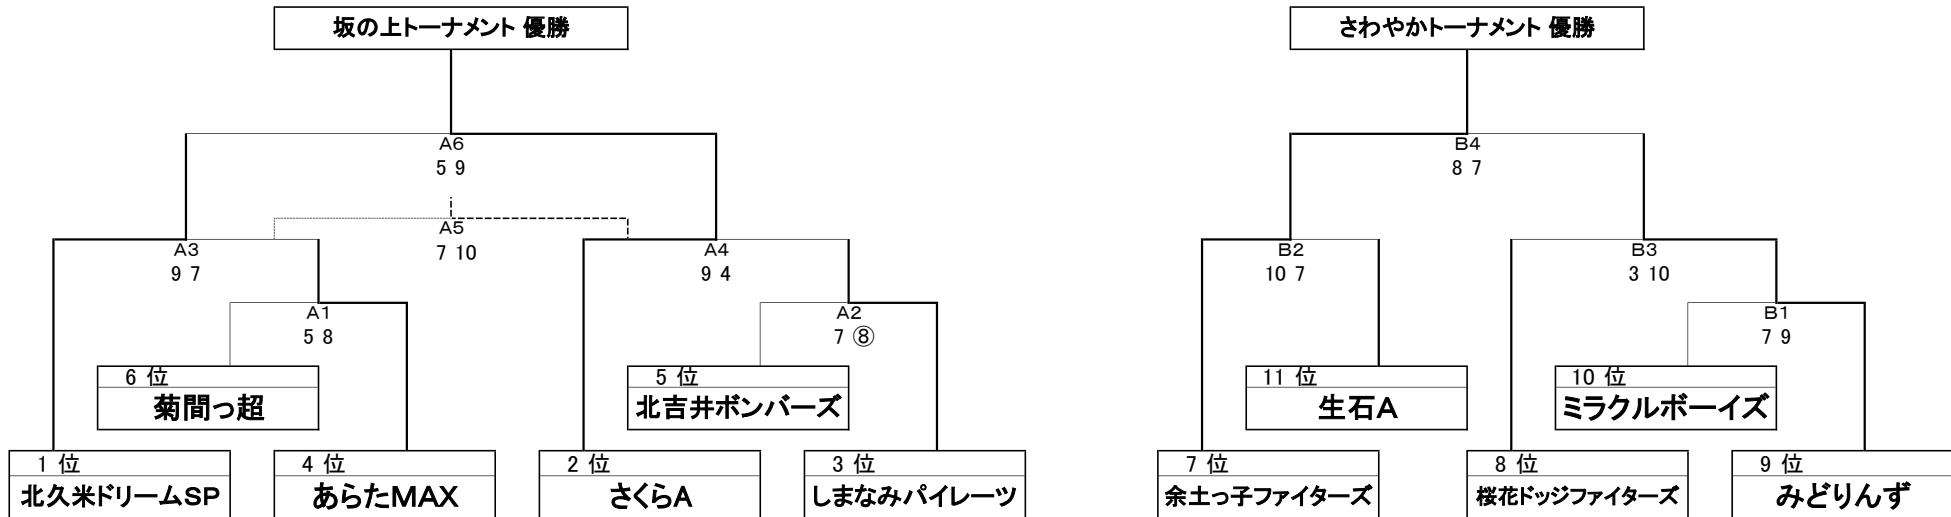 坂の上トーナメント 優勝
さわやかトーナメント 優勝
A6
5 9
B4
8 7
A5
7 10
A3
9 7
A4
9 4
B2
10 7
B3
3 10
A1
5 8
A2
7 ⑧
B1
7 9
6 位
菊間っ超
5 位
北吉井ボンバーズ
11 位
生石A
10 位
ミラクルボーイズ
1 位
北久米ドリームSP
4 位
あらたMAX
2 位
さくらA
3 位
しまなみパイレーツ
7 位
余土っ子ファイターズ
8 位
桜花ドッジファイターズ
9 位
みどりんず